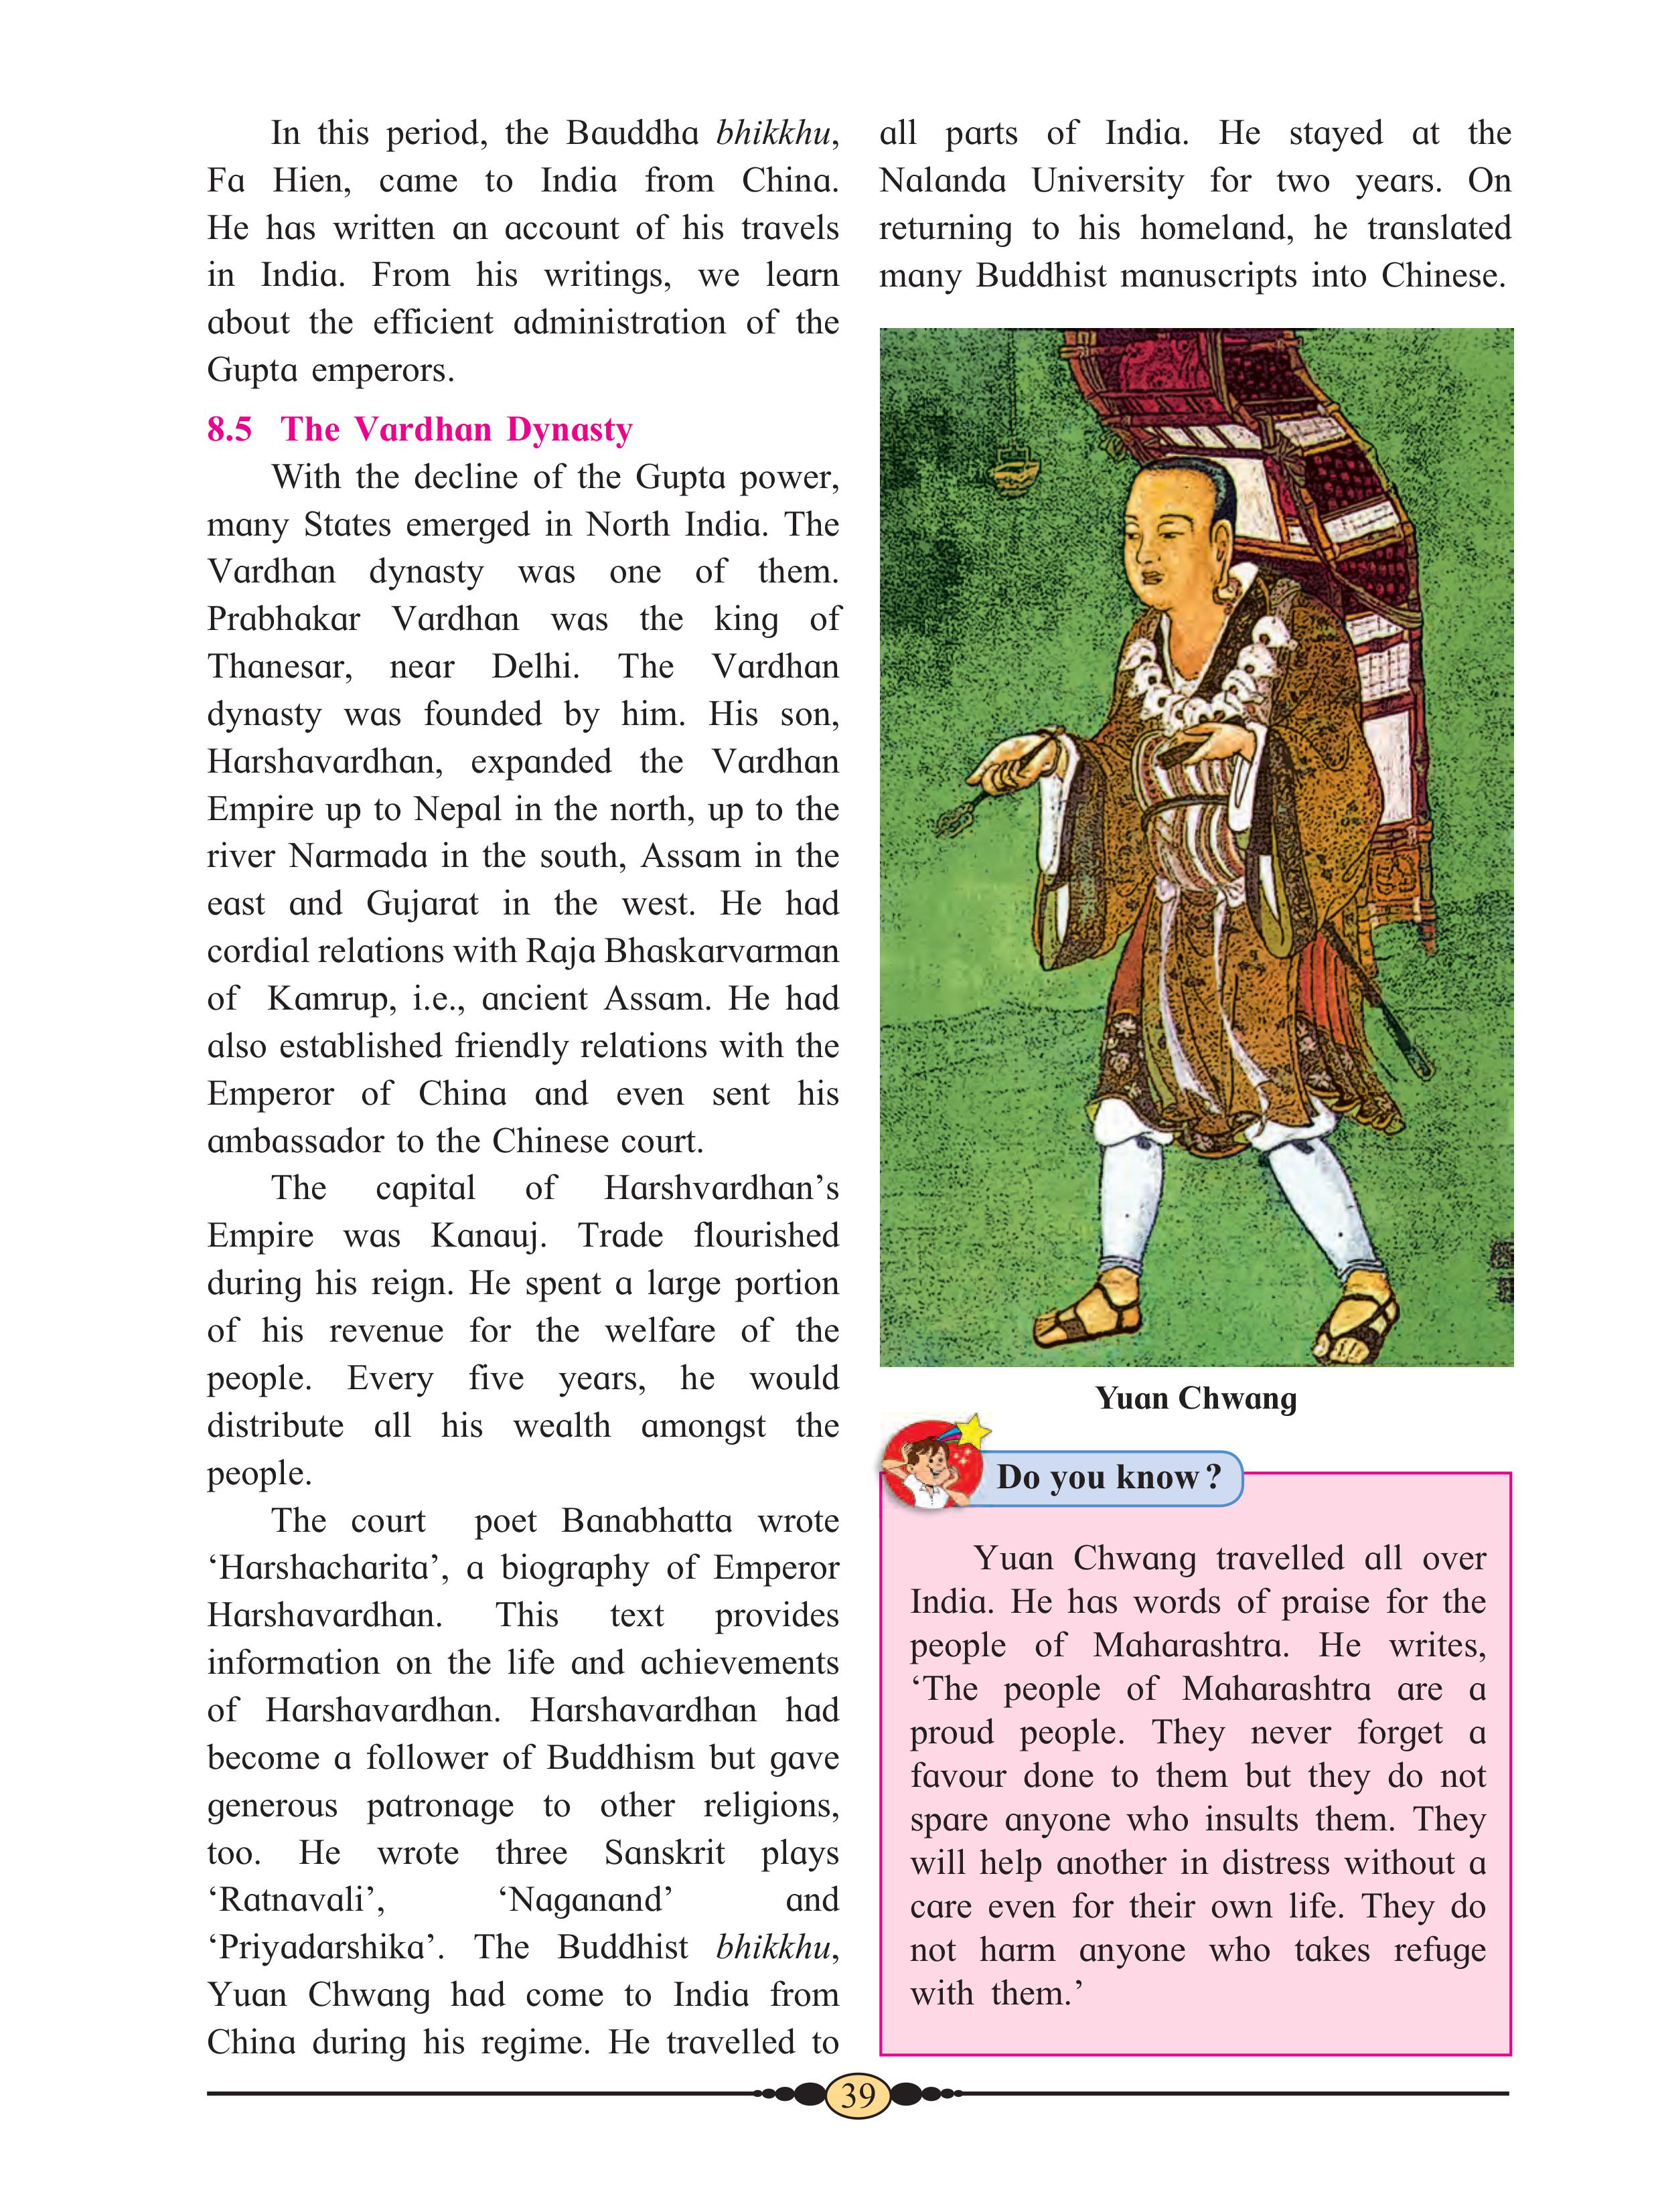 In this period, the Bauddha bhikkhu,
Fa Hien, came to India from China.
He has written an account of his travels
in India. From his writings, we learn
about the efficient administration of the
Gupta emperors.
8.5 The Vardhan Dynasty
With the decline of the Gupta power,
many States emerged in North India. The
Vardhan dynasty was one of them.
Prabhakar Vardhan was the king of
Thanesar, near Delhi. The Vardhan
dynasty was founded by him. His son,
Harshavardhan, expanded the Vardhan
Empire up to Nepal in the north, up to the
river Narmada in the south, Assam in the
east and Gujarat in the west. He had
cordial relations with Raja Bhaskarvarman
of Kamrup, i.e., ancient Assam. He had
also established friendly relations with the
Emperor of China and even sent his
ambassador to the Chinese court.
The capital of Harshvardhan’s
Empire was Kanauj. Trade flourished
during his reign. He spent a large portion
of his revenue for the welfare of the
people. Every five years, he would
distribute all his wealth amongst the
people.
The court poet Banabhatta wrote
‘Harshacharita’, a biography of Emperor
Harshavardhan. This text provides
information on the life and achievements
of Harshavardhan. Harshavardhan had
become a follower of Buddhism but gave
generous patronage to other religions,
too. He wrote three Sanskrit plays
‘Ratnavali’, ‘Naganand’ and
‘Priyadarshika’. The Buddhist bhikkhu,
Yuan Chwang had come to India from
China during his regime. He travelled to
all parts of India. He stayed at the
Nalanda University for two years. On
returning to his homeland, he translated
many Buddhist manuscripts into Chinese.
Yuan Chwang
Do you know?
Yuan Chwang travelled all over
India. He has words of praise for the
people of Maharashtra. He writes,
‘The people of Maharashtra are a
proud people. They never forget a
favour done to them but they do not
spare anyone who insults them. They
will help another in distress without a
care even for their own life. They do
not harm anyone who takes refuge
with them.’
39